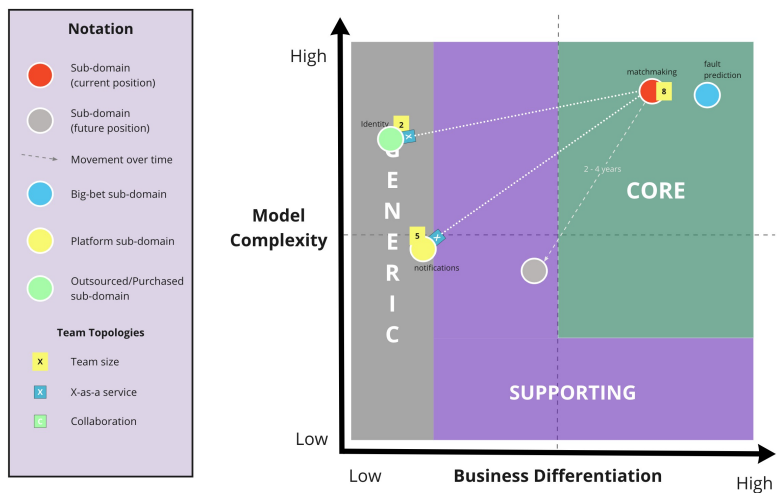 Notation
Sub-domain
(current position)
Sub-domain
(future position)
Movement over time
Big-bet sub-domain
Platform sub-domain
Outsourced/Purchased
sub-domain
Team Topologies
X
Team size
X
X-as-a service
C
Collaboration
High
Model
Complexity
Low
Low
Business Differentiation
High
GENERIC
CORE
SUPPORTING
Identity
2
X
5
X
notifications
matchmaking
8
fault
prediction
2 - 4 years